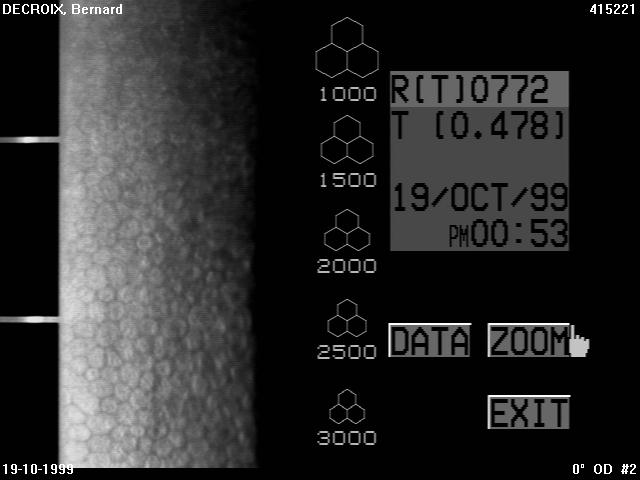 DECROIX, Bernard
415221
1000
1500
2000
2500
3000
R[T]0772
T [0.478]
19/OCT/99
PM00:53
DATA
ZOOM
EXIT
19-10-1999
0° OD #2